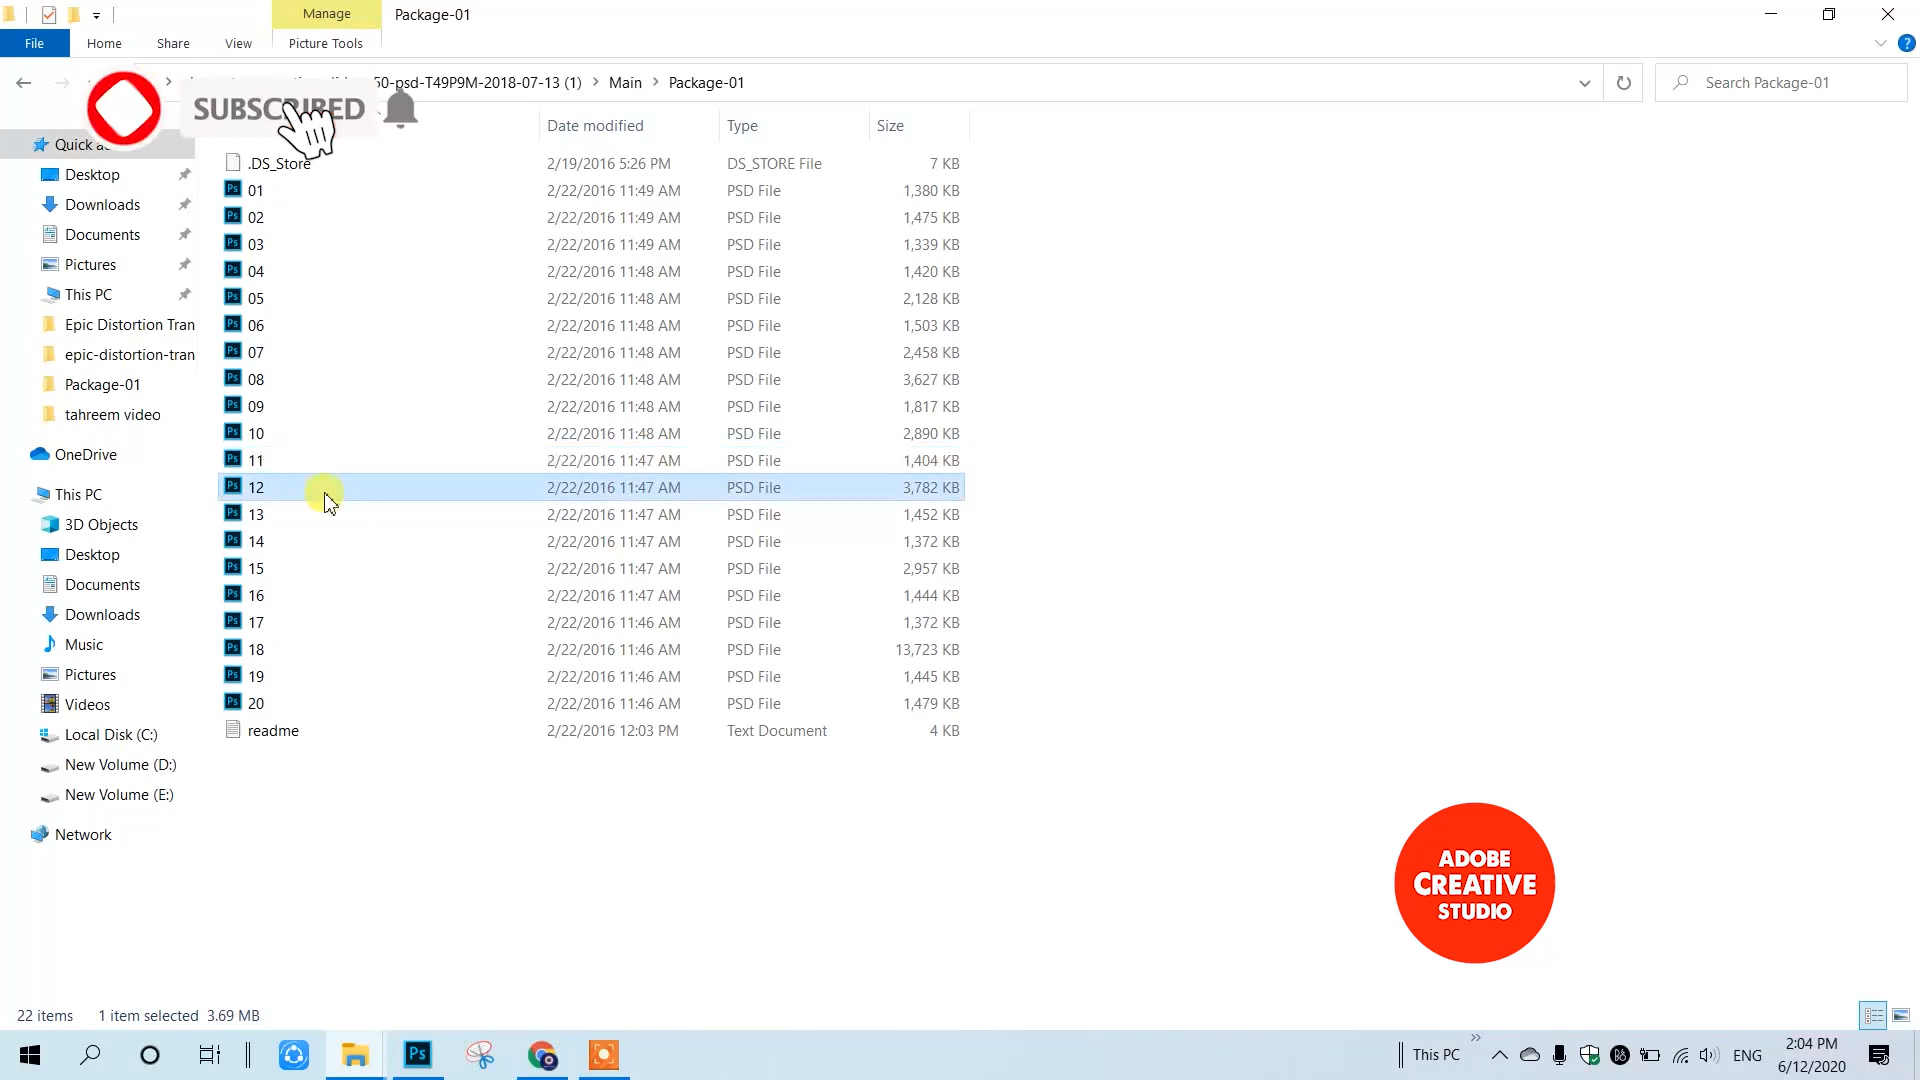 Manage
Package-01
File
Home
Share
View
Picture Tools
50-psd-T49P9M-2018-07-13 (1)
Main
Package-01
Search Package-01
SUBSCRIBED
Date modified
Type
Size
Quick
.DS_Store 2/19/2016 5:26 PM DS_STORE File 7 KB
01 2/22/2016 11:49 AM PSD File 1,380 KB
02 2/22/2016 11:49 AM PSD File 1,475 KB
03 2/22/2016 11:49 AM PSD File 1,339 KB
04 2/22/2016 11:48 AM PSD File 1,420 KB
05 2/22/2016 11:48 AM PSD File 2,128 KB
06 2/22/2016 11:48 AM PSD File 1,503 KB
07 2/22/2016 11:48 AM PSD File 2,458 KB
08 2/22/2016 11:48 AM PSD File 3,627 KB
09 2/22/2016 11:48 AM PSD File 1,817 KB
10 2/22/2016 11:48 AM PSD File 2,890 KB
11 2/22/2016 11:47 AM PSD File 1,404 KB
12 2/22/2016 11:47 AM PSD File 3,782 KB
13 2/22/2016 11:47 AM PSD File 1,452 KB
14 2/22/2016 11:47 AM PSD File 1,372 KB
15 2/22/2016 11:47 AM PSD File 2,957 KB
16 2/22/2016 11:47 AM PSD File 1,444 KB
17 2/22/2016 11:46 AM PSD File 1,372 KB
18 2/22/2016 11:46 AM PSD File 13,723 KB
19 2/22/2016 11:46 AM PSD File 1,445 KB
20 2/22/2016 11:46 AM PSD File 1,479 KB
readme 2/22/2016 12:03 PM Text Document 4 KB
Desktop
Downloads
Documents
Pictures
This PC
Epic Distortion Tran
epic-distortion-tran
Package-01
tahreem video
OneDrive
This PC
3D Objects
Desktop
Documents
Downloads
Music
Pictures
Videos
Local Disk (C:)
New Volume (D:)
New Volume (E:)
Network
ADOBE
CREATIVE
STUDIO
22 items
1 item selected 3.69 MB
This PC
ENG
2:04 PM
6/12/2020